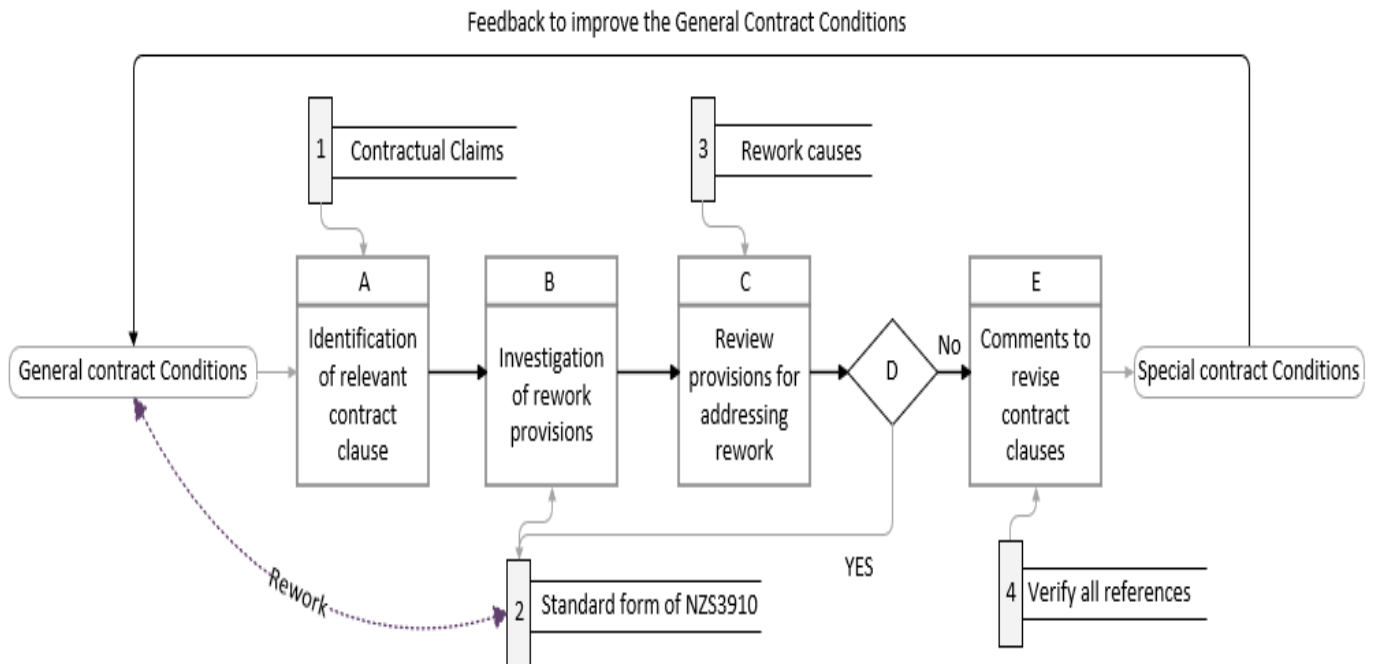 Feedback to improve the General Contract Conditions
1
Contractual Claims
3
Rework causes
A
Identification
of relevant
contract
clause
B
Investigation
of rework
provisions
C
Review
provisions for
addressing
rework
D
No
E
Comments to
revise
contract
clauses
General contract Conditions
Special contract Conditions
YES
Rework
2
Standard form of NZS3910
4
Verify all references